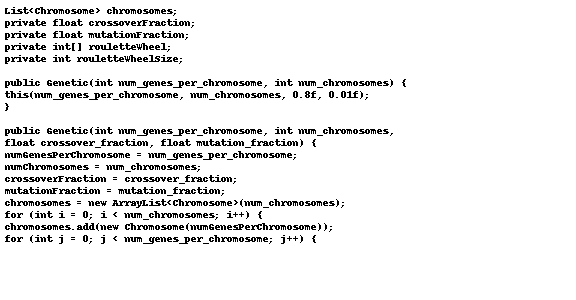 List<Chromosome> chromosomes;
private float crossoverFraction;
private float mutationFraction;
private int[] rouletteWheel;
private int rouletteWheelSize;
public Genetic(int num_genes_per_chromosome, int num_chromosomes) {
this(num_genes_per_chromosome, num_chromosomes, 0.8f, 0.01f);
}
public Genetic(int num_genes_per_chromosome, int num_chromosomes,
float crossover_fraction, float mutation_fraction) {
numGenesPerChromosome = num_genes_per_chromosome;
numChromosomes = num_chromosomes;
crossoverFraction = crossover_fraction;
mutationFraction = mutation_fraction;
chromosomes = new ArrayList<Chromosome>(num_chromosomes);
for (int i = 0; i < num_chromosomes; i++) {
chromosomes.add(new Chromosome(numGenesPerChromosome));
for (int j = 0; j < num_genes_per_chromosome; j++) {